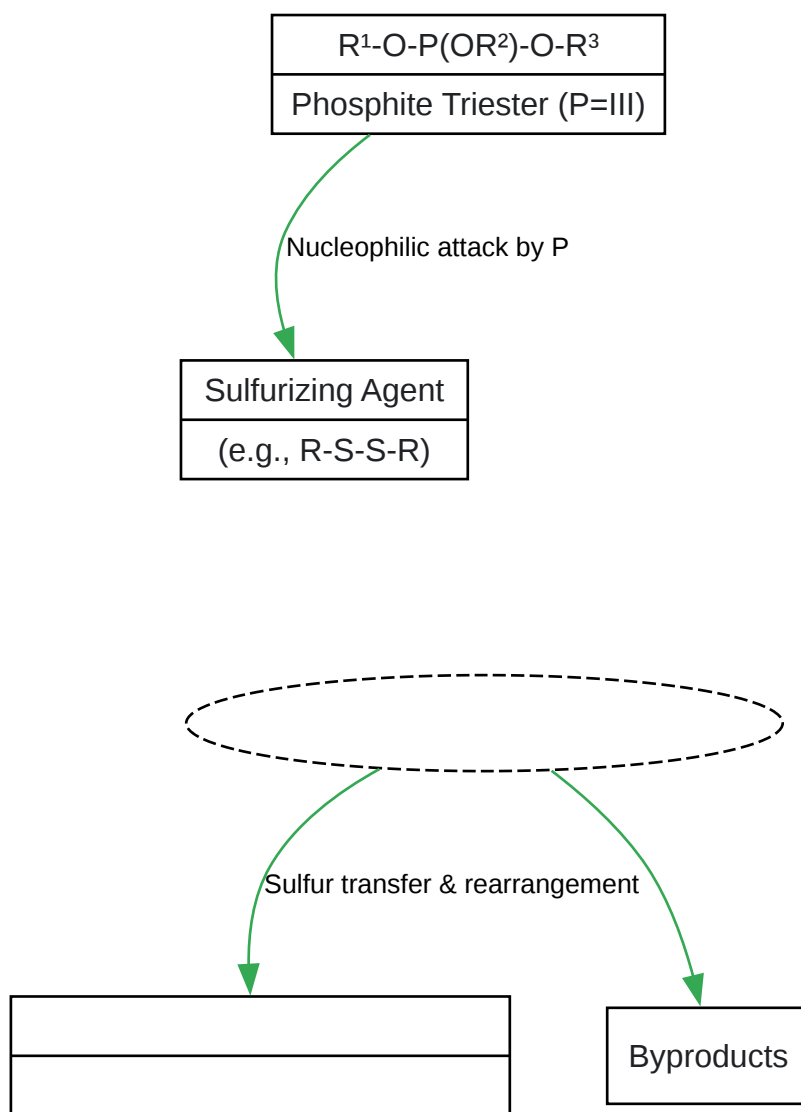 R¹-O-P(OR²)-O-R³
Phosphite Triester (P=III)
Nucleophilic attack by P
Sulfurizing Agent
(e.g., R-S-S-R)
Sulfur transfer & rearrangement
Byproducts